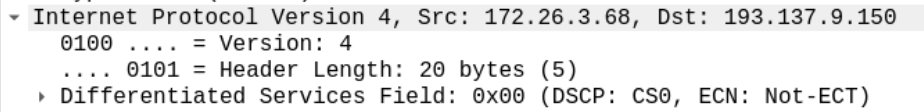 Internet Protocol Version 4, Src: 172.26.3.68, Dst: 193.137.9.150
0100 .... = Version: 4
.... 0101 = Header Length: 20 bytes (5)
Differentiated Services Field: 0x00 (DSCP: CS0, ECN: Not-ECT)